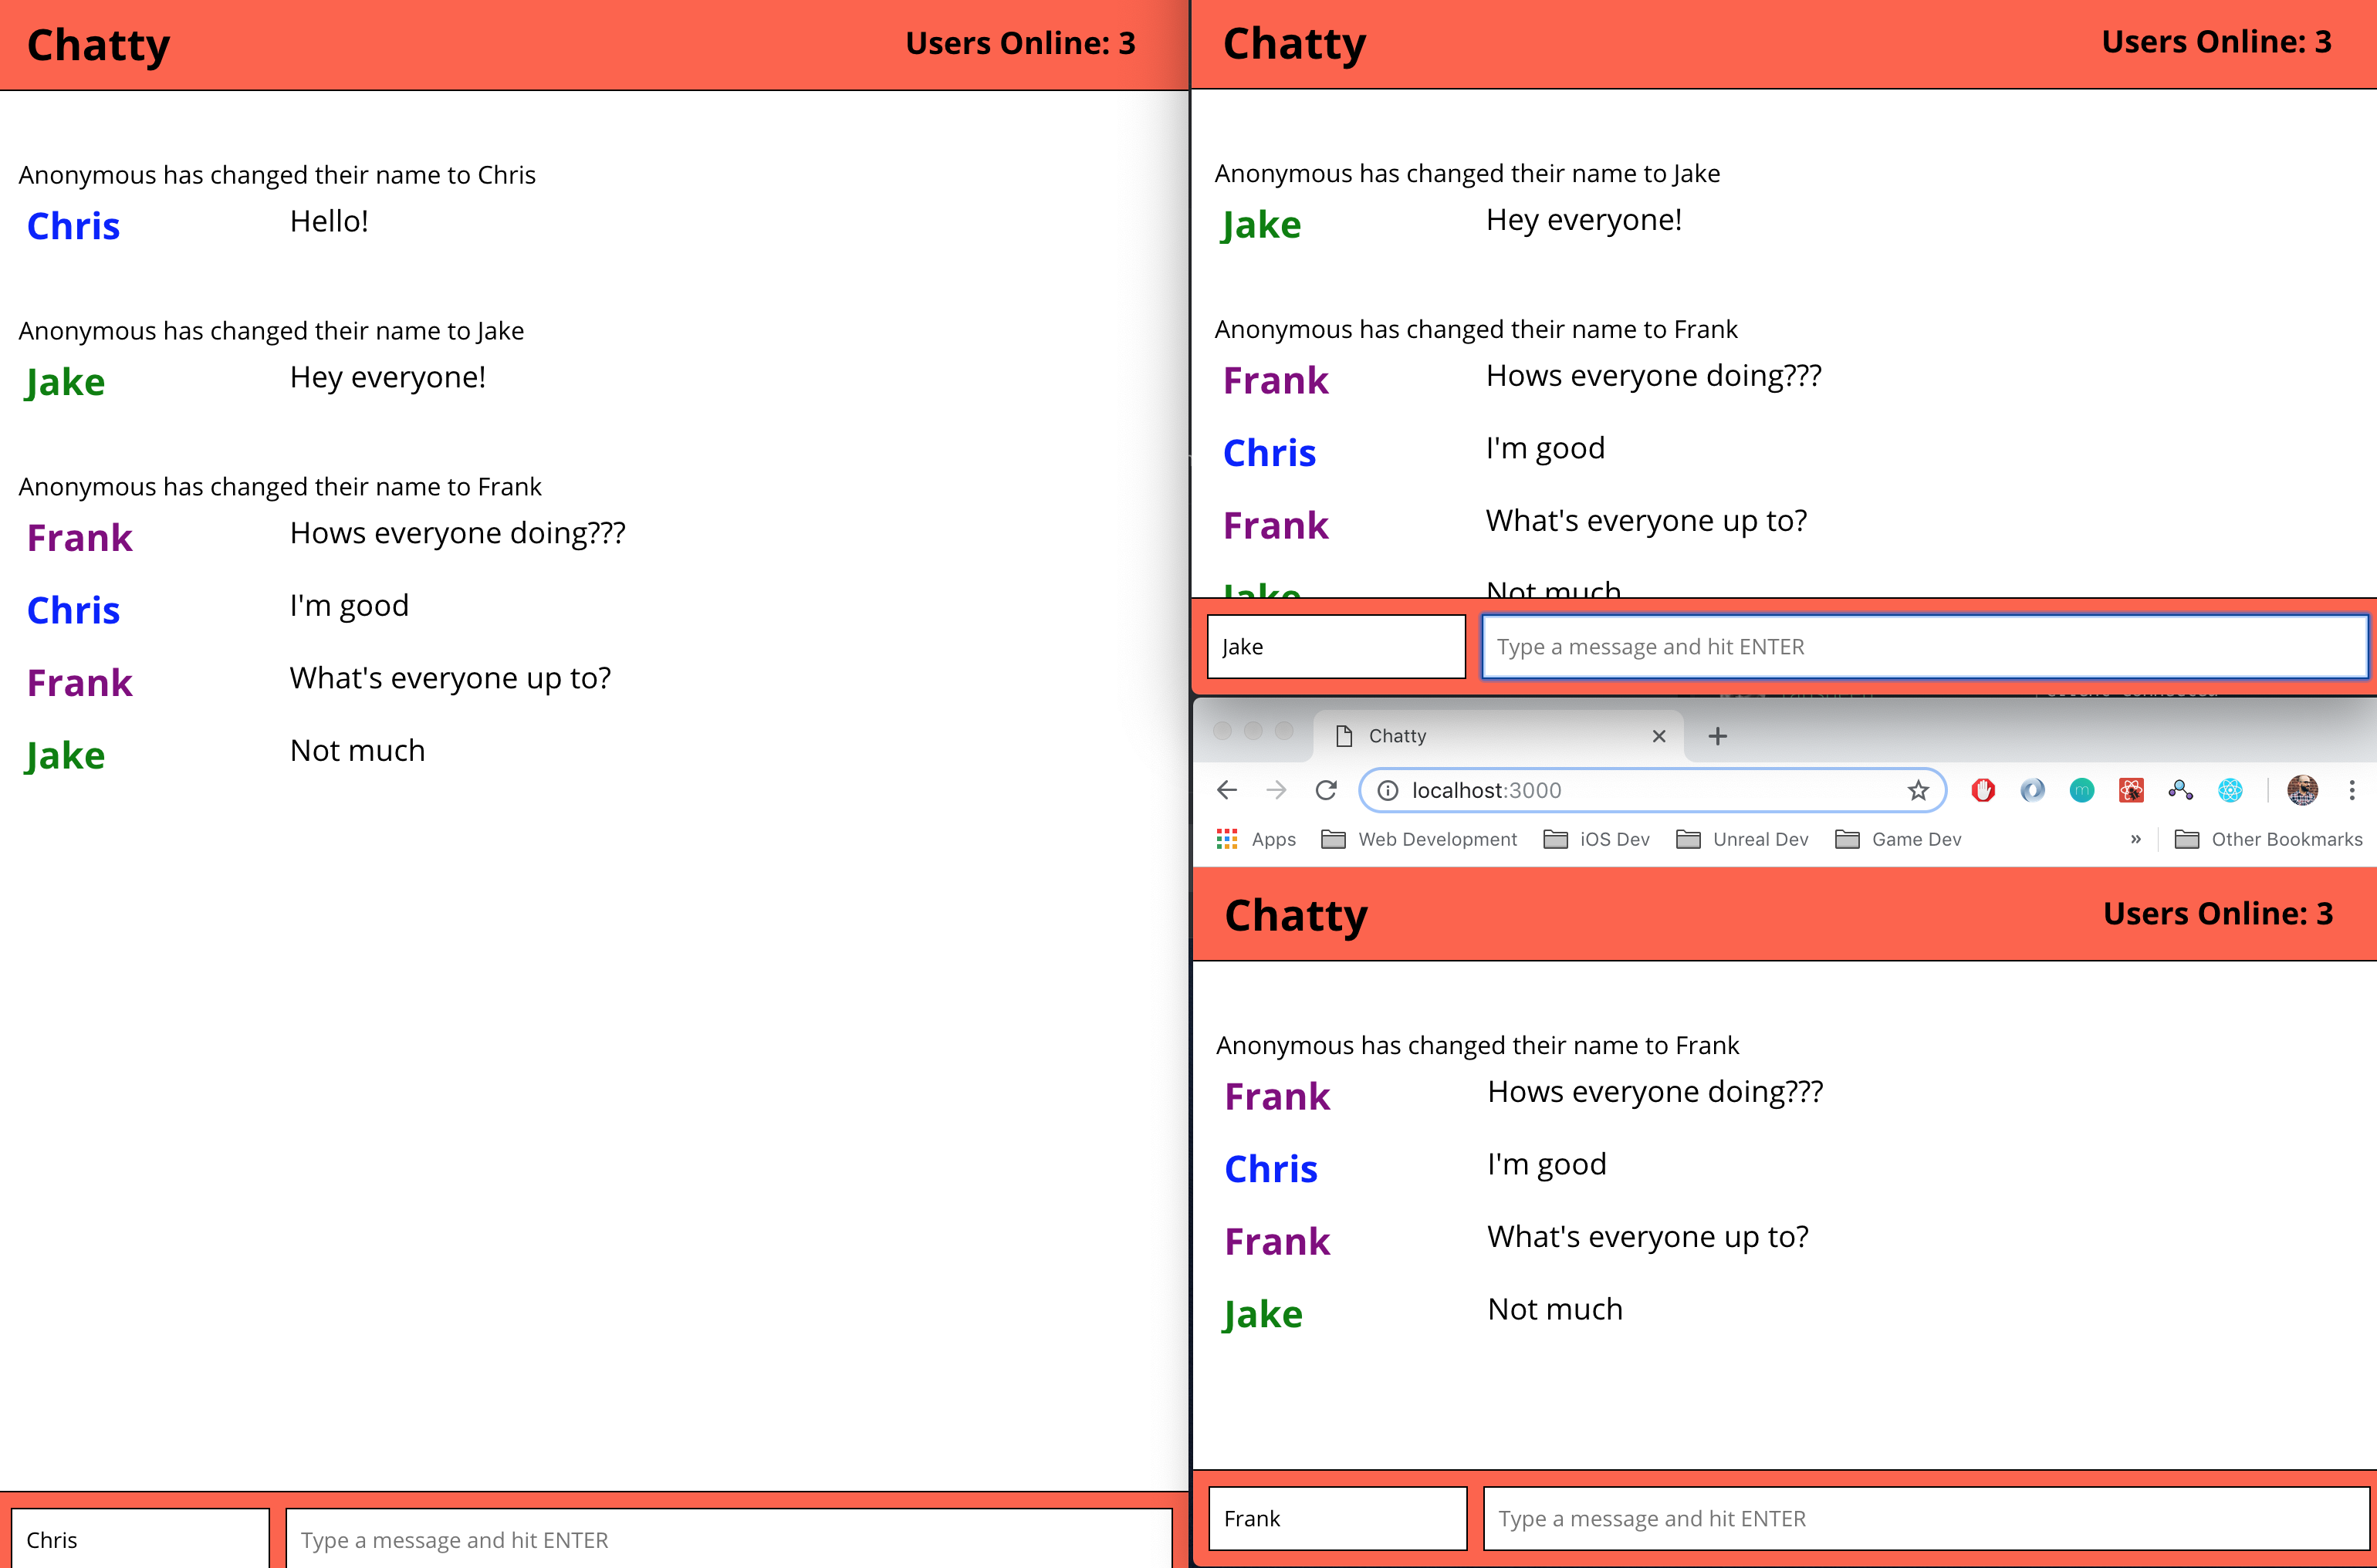 Chatty Users Online: 3
Anonymous has changed their name to Chris
Chris Hello!
Anonymous has changed their name to Jake
Jake Hey everyone!
Anonymous has changed their name to Frank
Frank Hows everyone doing???
Chris I'm good
Frank What's everyone up to?
Jake Not much
Chris Type a message and hit ENTER
Chatty Users Online: 3
Anonymous has changed their name to Jake
Jake Hey everyone!
Anonymous has changed their name to Frank
Frank Hows everyone doing???
Chris I'm good
Frank What's everyone up to?
Jake Not much
Jake Type a message and hit ENTER
Chatty
localhost:3000
Apps Web Development iOS Dev Unreal Dev Game Dev » Other Bookmarks
Chatty Users Online: 3
Anonymous has changed their name to Frank
Frank Hows everyone doing???
Chris I'm good
Frank What's everyone up to?
Jake Not much
Frank Type a message and hit ENTER